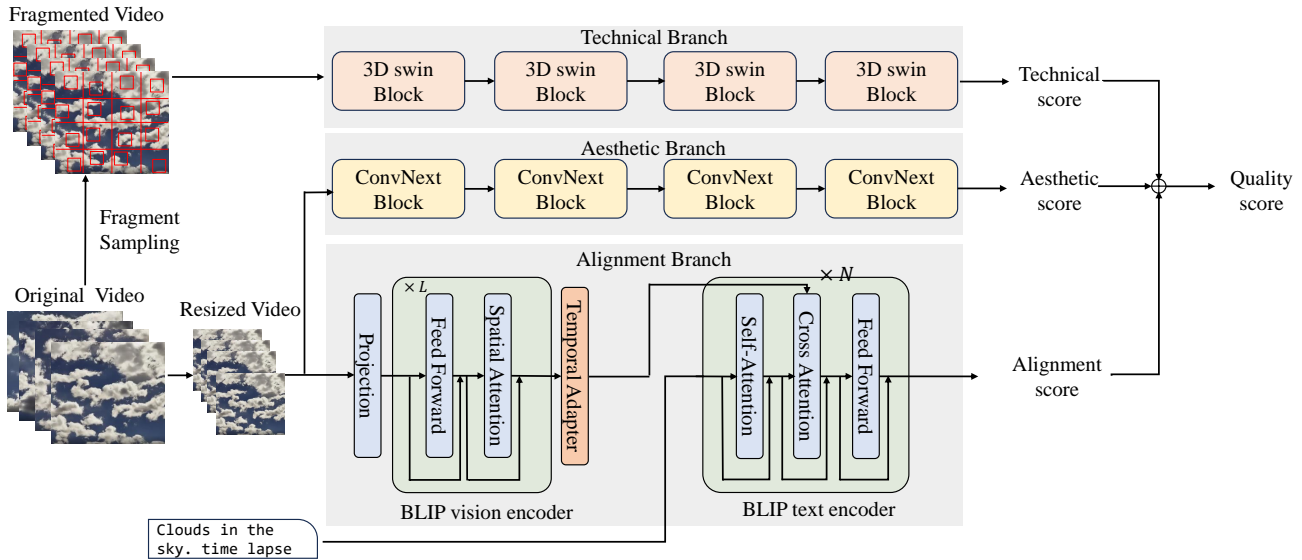 Fragmented Video
Technical Branch
3D swin
Block
3D swin
Block
3D swin
Block
3D swin
Block
Technical
score
Aesthetic Branch
ConvNext
Block
ConvNext
Block
ConvNext
Block
ConvNext
Block
Aesthetic
score
Quality
score
Fragment
Sampling
Alignment Branch
Original Video
Resized Video
× L
× N
Projection
Feed Forward
Spatial Attention
Temporal Adapter
Self-Attention
Cross Attention
Feed Forward
Alignment
score
BLIP vision encoder
BLIP text encoder
Clouds in the
sky. time lapse